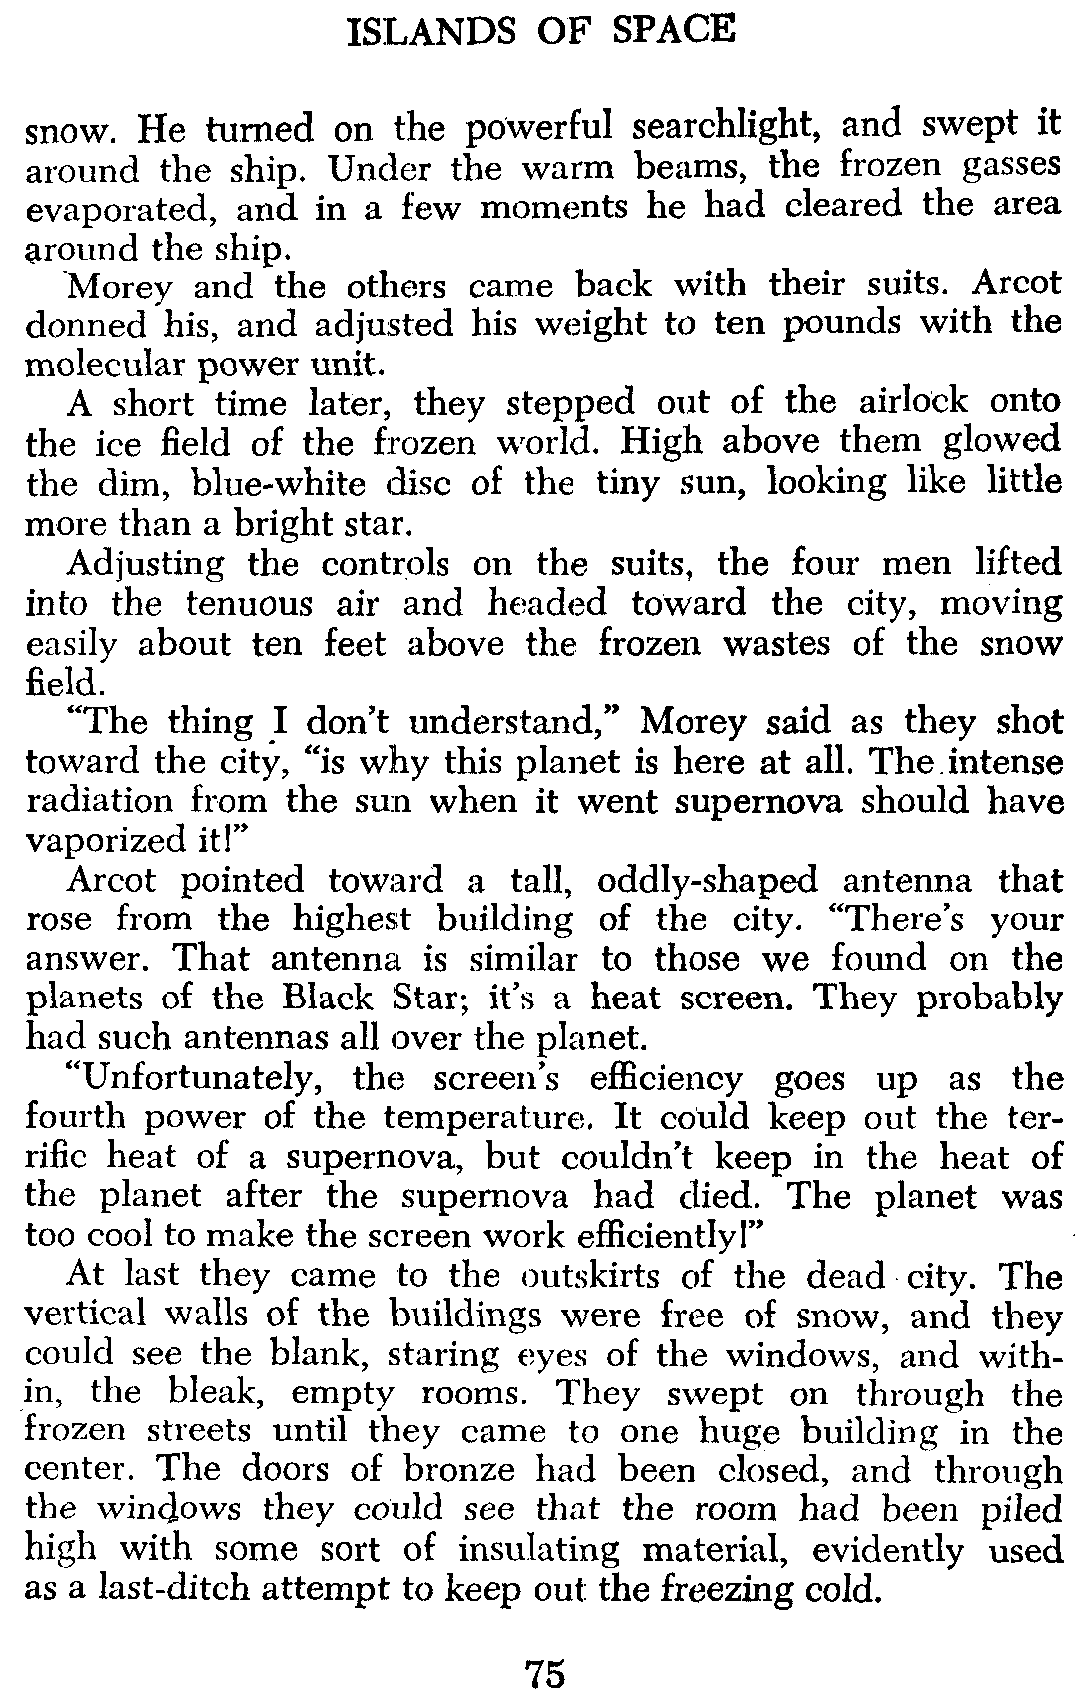 ISLANDS OF SPACE
snow. He turned on the powerful searchlight, and swept it
around the ship. Under the warm beams, the frozen gasses
evaporated, and in a few moments he had cleared the area
around the ship.
Morey and the others came back with their suits. Arcot
donned his, and adjusted his weight to ten pounds with the
molecular power unit.
A short time later, they stepped out of the airlock onto
the ice field of the frozen world. High above them glowed
the dim, blue-white disc of the tiny sun, looking like little
more than a bright star.
Adjusting the controls on the suits, the four men lifted
into the tenuous air and headed toward the city, moving
easily about ten feet above the frozen wastes of the snow
field.
“The thing I don’t understand,” Morey said as they shot
toward the city, “is why this planet is here at all. The intense
radiation from the sun when it went supernova should have
vaporized it!”
Arcot pointed toward a tall, oddly-shaped antenna that
rose from the highest building of the city. “There’s your
answer. That antenna is similar to those we found on the
planets of the Black Star; it’s a heat screen. They probably
had such antennas all over the planet.
“Unfortunately, the screen’s efficiency goes up as the
fourth power of the temperature. It could keep out the ter-
rific heat of a supernova, but couldn’t keep in the heat of
the planet after the supernova had died. The planet was
too cool to make the screen work efficiently!”
At last they came to the outskirts of the dead city. The
vertical walls of the buildings were free of snow, and they
could see the blank, staring eyes of the windows, and with-
in, the bleak, empty rooms. They swept on through the
frozen streets until they came to one huge building in the
center. The doors of bronze had been closed, and through
the windows they could see that the room had been piled
high with some sort of insulating material, evidently used
as a last-ditch attempt to keep out the freezing cold.
75